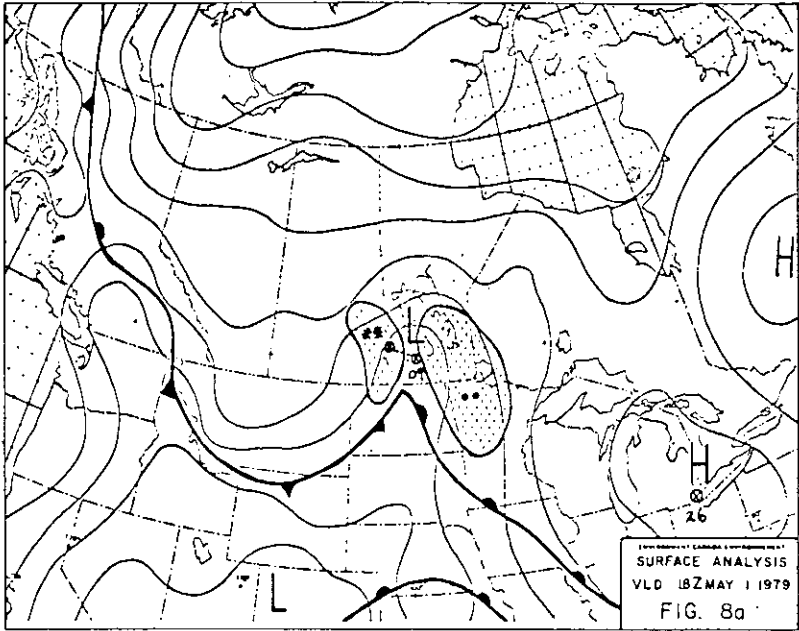 H
L
H
26
L
SURFACE ANALYSIS
VLD 18Z MAY 1 1979
FIG. 8a